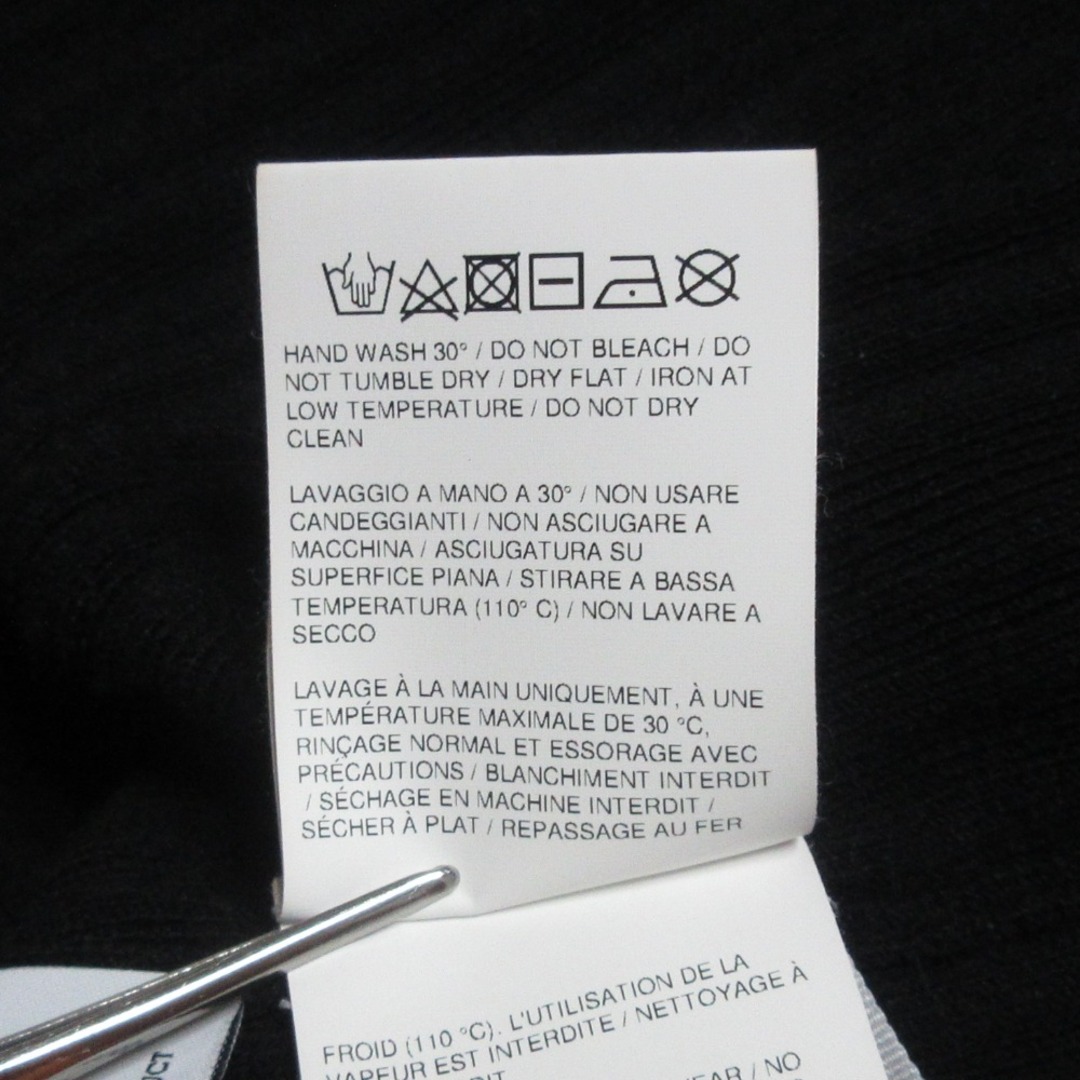 HAND WASH 30° / DO NOT BLEACH / DO
NOT TUMBLE DRY / DRY FLAT / IRON AT
LOW TEMPERATURE / DO NOT DRY
CLEAN
LAVAGGIO A MANO A 30° / NON USARE
CANDEGGIANTI / NON ASCIUGARE A
MACCHINA / ASCIUGATURA SU
SUPERFICE PIANA / STIRARE A BASSA
TEMPERATURA (110° C) / NON LAVARE A
SECCO
LAVAGE À LA MAIN UNIQUEMENT, À UNE
TEMPÉRATURE MAXIMALE DE 30 °C,
RINÇAGE NORMAL ET ESSORAGE AVEC
PRÉCAUTIONS / BLANCHIMENT INTERDIT
/ SÉCHAGE EN MACHINE INTERDIT /
SÉCHER À PLAT / REPASSAGE AU FER
FROID (110 °C). L'UTILISATION DE LA
VAPEUR EST INTERDITE / NETTOYAGE À
/ NO